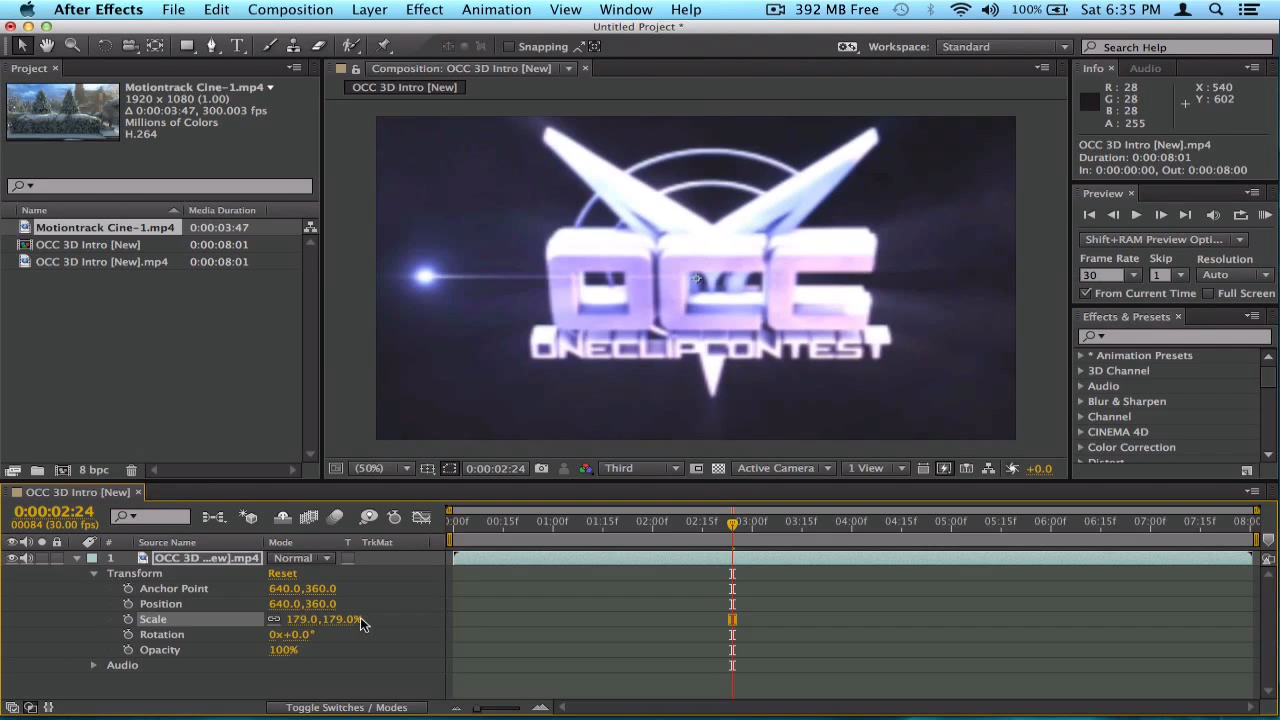 After Effects File Edit Composition Layer Effect Animation View Window Help 392 MB Free 100% Sat 6:35 PM
Untitled Project *
Snapping Workspace: Standard Search Help
Project × Composition: OCC 3D Intro [New] × Info × Audio
OCC 3D Intro [New]
Motiontrack Cine-1.mp4
1920 x 1080 (1.00)
Δ 0:00:03:47, 300.003 fps
Millions of Colors
H.264
R : 28 X : 540
G : 28 Y : 602
B : 28
A : 255
OCC 3D Intro [New].mp4
Duration: 0:00:08:01
In: 0:00:00:00, Out: 0:00:08:00
Name Media Duration
Motiontrack Cine-1.mp4 0:00:03:47
OCC 3D Intro [New] 0:00:08:01
OCC 3D Intro [New].mp4 0:00:08:01
OCC
ONECLIPCONTEST
Preview ×
Shift+RAM Preview Opti...
Frame Rate Skip Resolution
30 1 Auto
From Current Time Full Screen
Effects & Presets ×
* Animation Presets
3D Channel
Audio
Blur & Sharpen
Channel
CINEMA 4D
Color Correction
Distort
8 bpc (50%) 0:00:02:24 Third Active Camera 1 View +0.0
OCC 3D Intro [New] ×
0:00:02:24
00084 (30.00 fps)
:00f 00:15f 01:00f 01:15f 02:00f 02:15f 03:00f 03:15f 04:00f 04:15f 05:00f 05:15f 06:00f 06:15f 07:00f 07:15f 08:00
# Source Name Mode T TrkMat
1 OCC 3D ...ew].mp4 Normal
Transform Reset
Anchor Point 640.0,360.0
Position 640.0,360.0
Scale 179.0,179.0%
Rotation 0x+0.0°
Opacity 100%
Audio
Toggle Switches / Modes